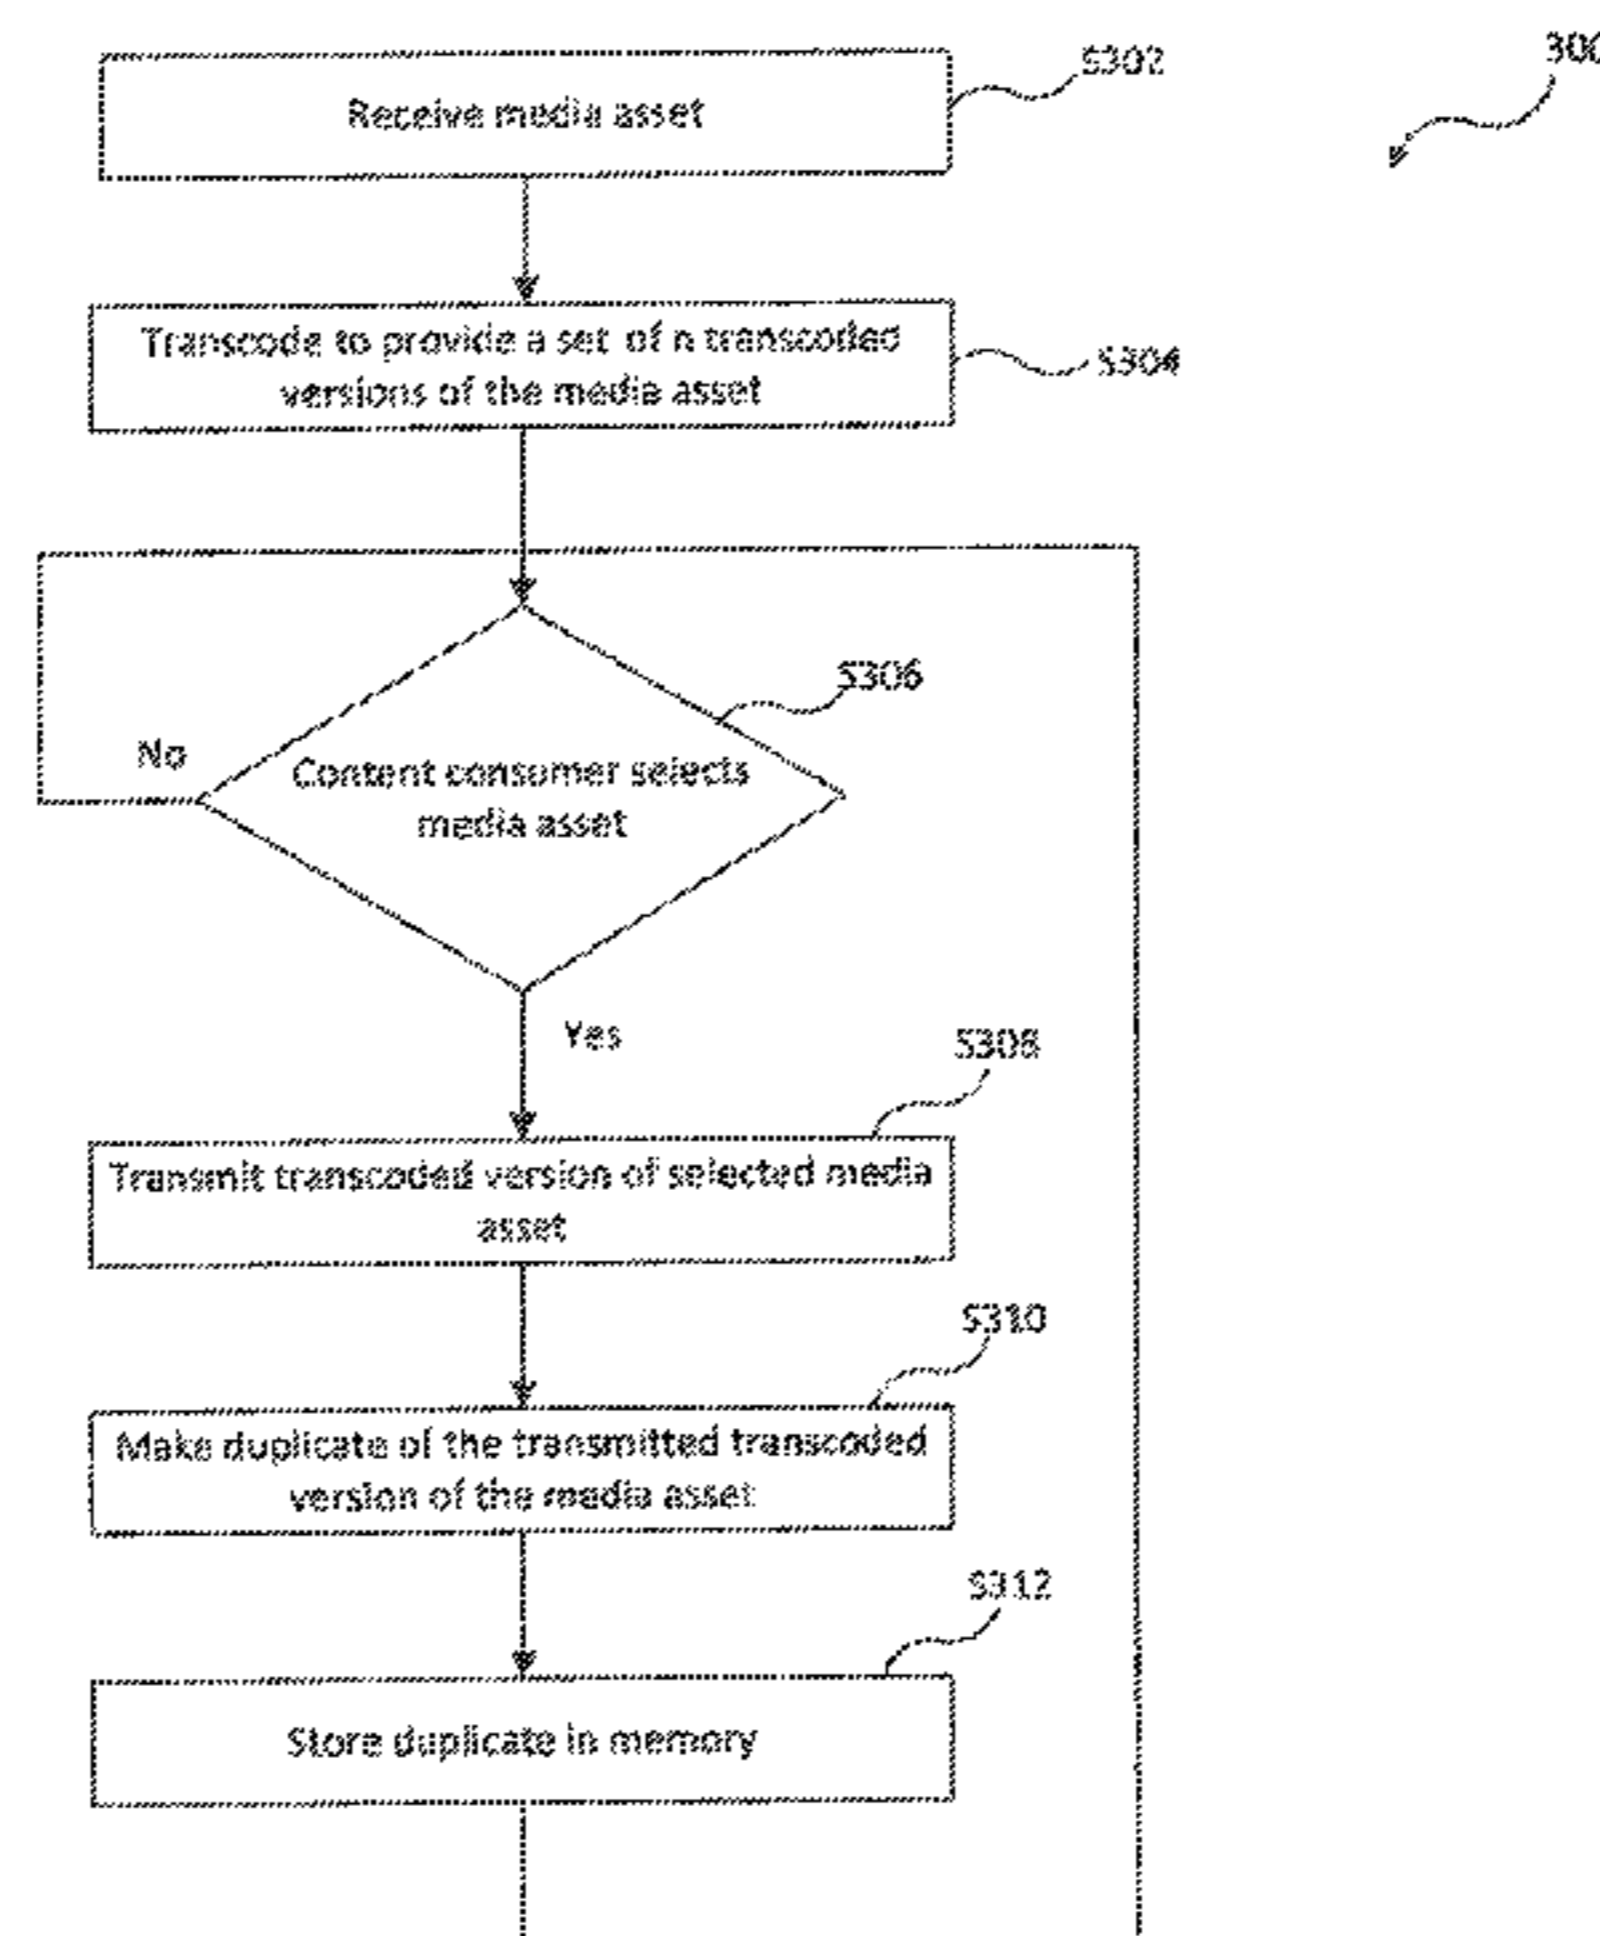 S302
300
Receive media asset
Transcode to provide a set of n transcoded
versions of the media asset
S304
S306
No
Content consumer selects
media asset
Yes
S308
Transmit transcoded version of selected media
asset
S310
Make duplicate of the transmitted transcoded
version of the media asset
S312
Store duplicate in memory